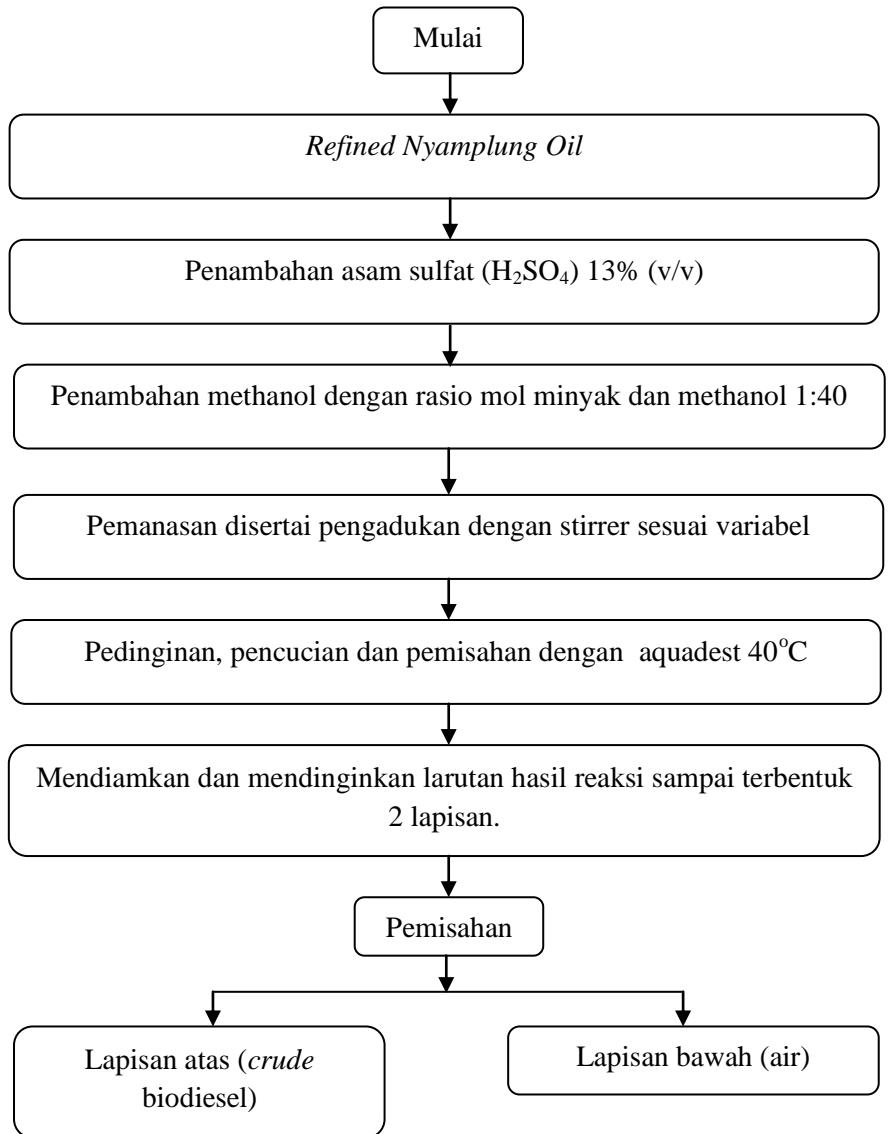 Mulai
Refined Nyamplung Oil
Penambahan asam sulfat (H₂SO₄) 13% (v/v)
Penambahan methanol dengan rasio mol minyak dan methanol 1:40
Pemanasan disertai pengadukan dengan stirrer sesuai variabel
Pedinginan, pencucian dan pemisahan dengan aquadest 40°C
Mendiamkan dan mendinginkan larutan hasil reaksi sampai terbentuk
2 lapisan.
Pemisahan
Lapisan atas (crude
biodiesel)
Lapisan bawah (air)